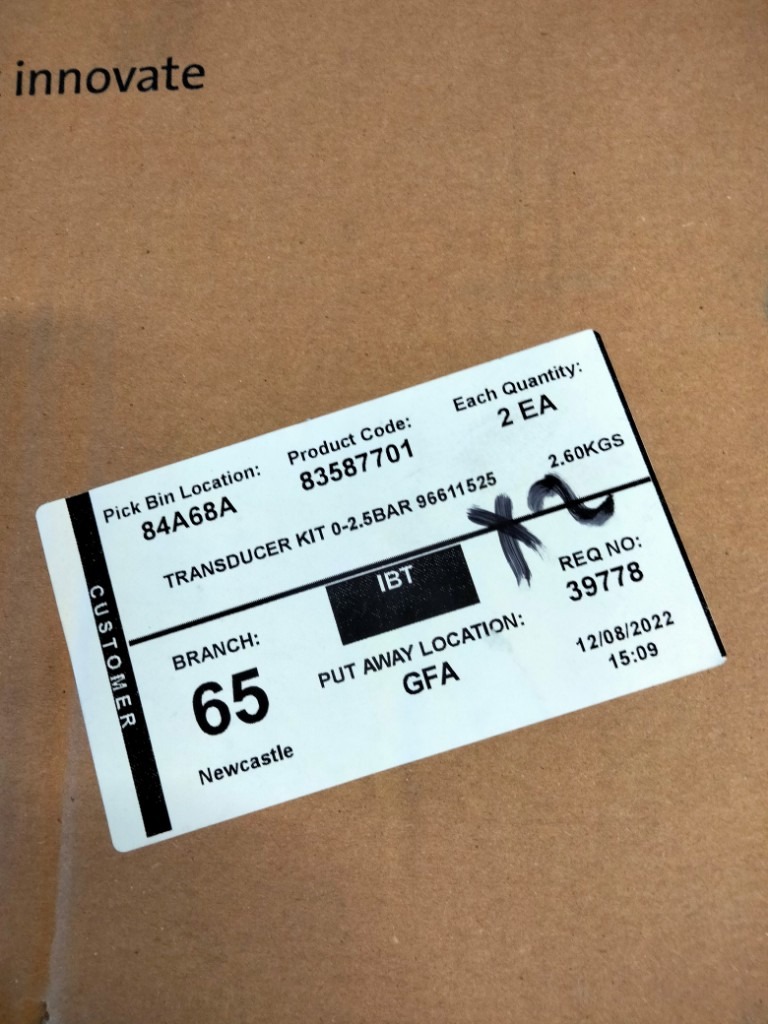 innovate
Pick Bin Location: Product Code: Each Quantity:
84A68A 83587701 2 EA
TRANSDUCER KIT 0-2.5BAR 96611525 2.60KGS
X2
CUSTOMER
IBT
BRANCH: PUT AWAY LOCATION: REQ NO:
65 GFA 39778
Newcastle 12/08/2022
15:09